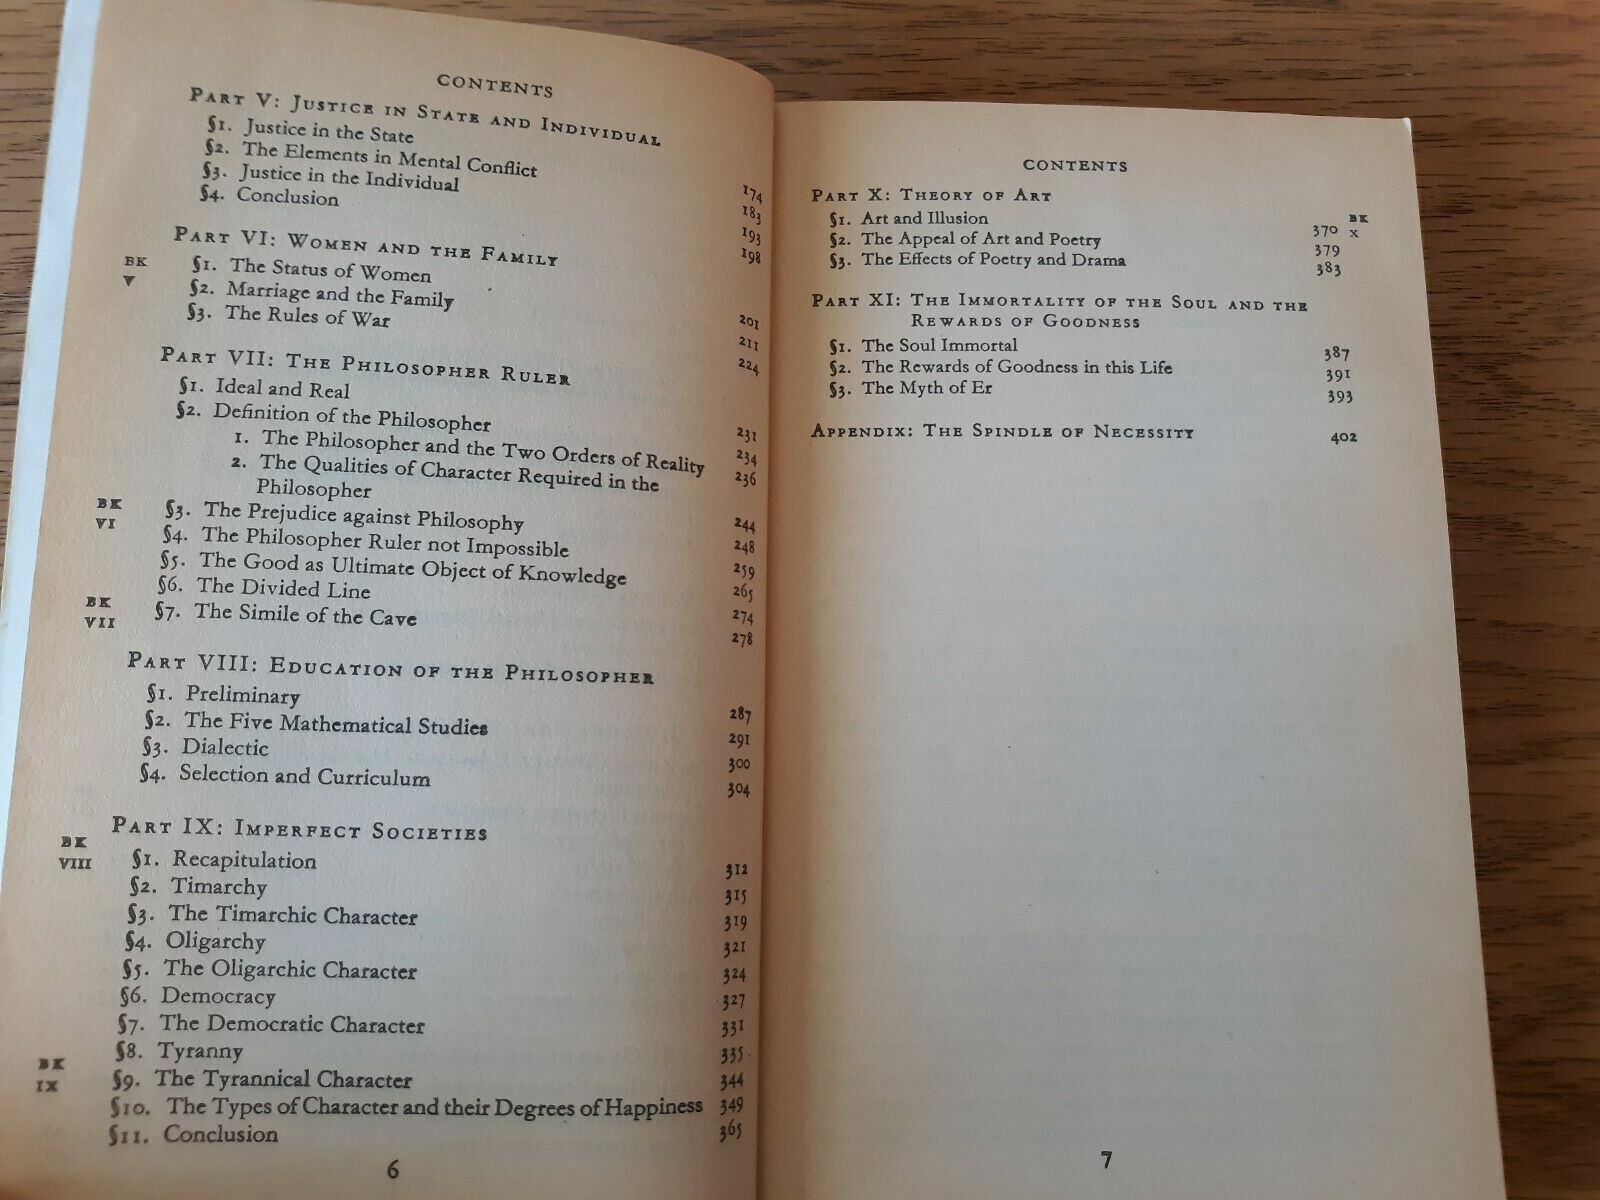 CONTENTS
PART V: JUSTICE IN STATE AND INDIVIDUAL
§1. Justice in the State 174
§2. The Elements in Mental Conflict 183
§3. Justice in the Individual 193
§4. Conclusion 198
PART VI: WOMEN AND THE FAMILY
BK V §1. The Status of Women 201
§2. Marriage and the Family 211
§3. The Rules of War 224
PART VII: THE PHILOSOPHER RULER
§1. Ideal and Real 231
§2. Definition of the Philosopher 234
1. The Philosopher and the Two Orders of Reality 236
2. The Qualities of Character Required in the
Philosopher 244
BK VI §3. The Prejudice against Philosophy 248
§4. The Philosopher Ruler not Impossible 259
§5. The Good as Ultimate Object of Knowledge 265
§6. The Divided Line 274
BK VII §7. The Simile of the Cave 278
PART VIII: EDUCATION OF THE PHILOSOPHER
§1. Preliminary 287
§2. The Five Mathematical Studies 291
§3. Dialectic 300
§4. Selection and Curriculum 304
PART IX: IMPERFECT SOCIETIES
BK VIII §1. Recapitulation 312
§2. Timarchy 315
§3. The Timarchic Character 319
§4. Oligarchy 321
§5. The Oligarchic Character 324
§6. Democracy 327
§7. The Democratic Character 331
§8. Tyranny 335
BK IX §9. The Tyrannical Character 344
§10. The Types of Character and their Degrees of Happiness 349
§11. Conclusion 365
6
CONTENTS
PART X: THEORY OF ART
§1. Art and Illusion 370 BK X
§2. The Appeal of Art and Poetry 379
§3. The Effects of Poetry and Drama 383
PART XI: THE IMMORTALITY OF THE SOUL AND THE
REWARDS OF GOODNESS
§1. The Soul Immortal 387
§2. The Rewards of Goodness in this Life 391
§3. The Myth of Er 393
APPENDIX: THE SPINDLE OF NECESSITY 402
7